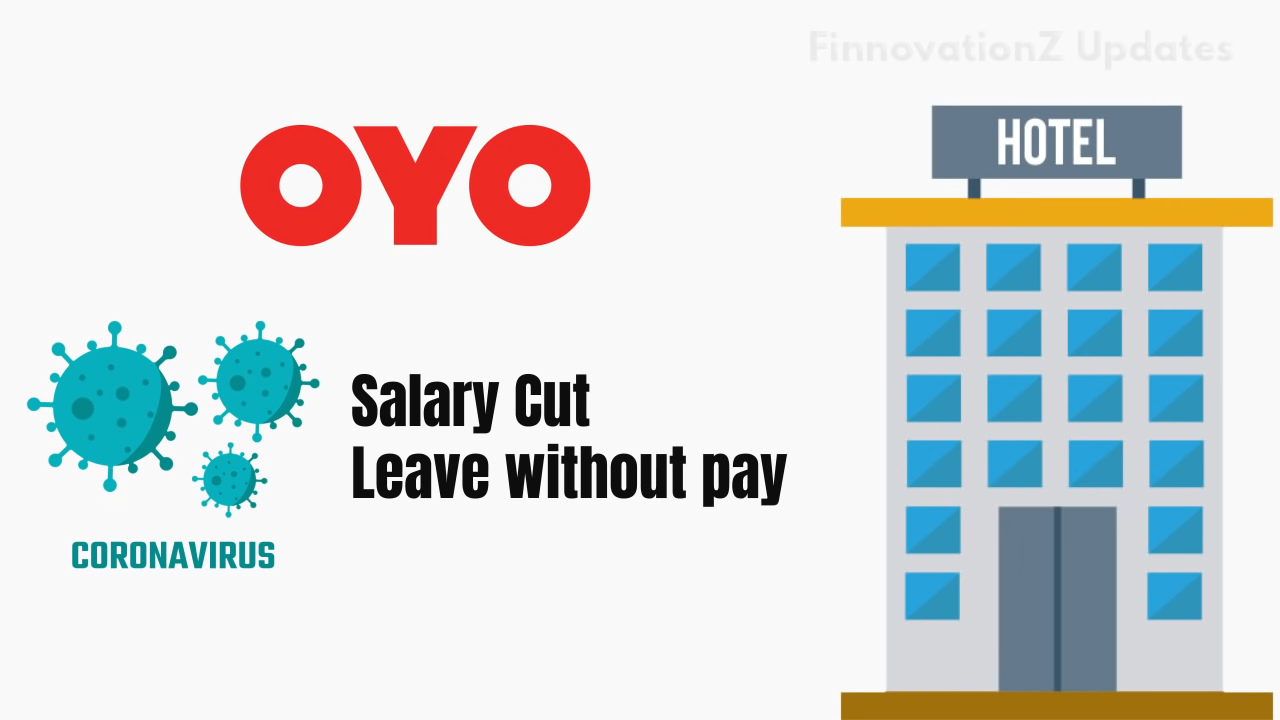 FinnovationZ Updates
HOTEL
OYO
Salary Cut
Leave without pay
CORONAVIRUS